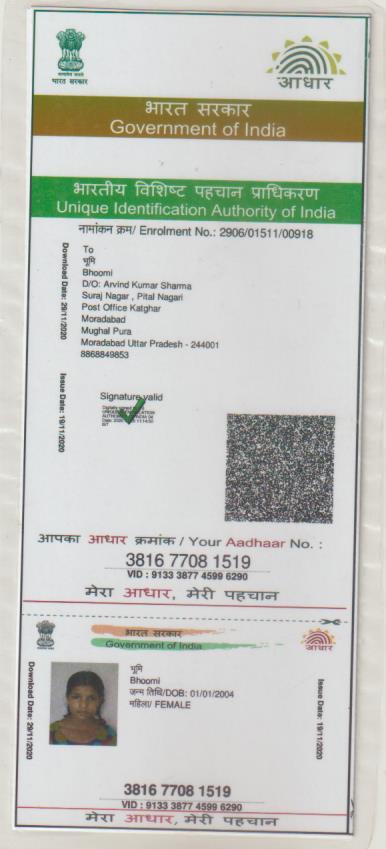 भारत सरकार
आधार
भारत सरकार
Government of India
भारतीय विशिष्ट पहचान प्राधिकरण
Unique Identification Authority of India
नामांकन क्रम/ Enrolment No.: 2906/01511/00918
Download Date: 29/11/2020
To
भूमि
Bhoomi
D/O: Arvind Kumar Sharma
Suraj Nagar , Pital Nagari
Post Office Katghar
Moradabad
Mughal Pura
Moradabad Uttar Pradesh - 244001
8868849853
Issue Date: 19/11/2020
Signature valid
आपका आधार क्रमांक / Your Aadhaar No. :
3816 7708 1519
VID : 9133 3877 4599 6290
मेरा आधार, मेरी पहचान
भारत सरकार
Government of India
आधार
Download Date: 29/11/2020
भूमि
Bhoomi
जन्म तिथि/DOB: 01/01/2004
महिला/ FEMALE
Issue Date: 19/11/2020
3816 7708 1519
VID : 9133 3877 4599 6290
मेरा आधार, मेरी पहचान